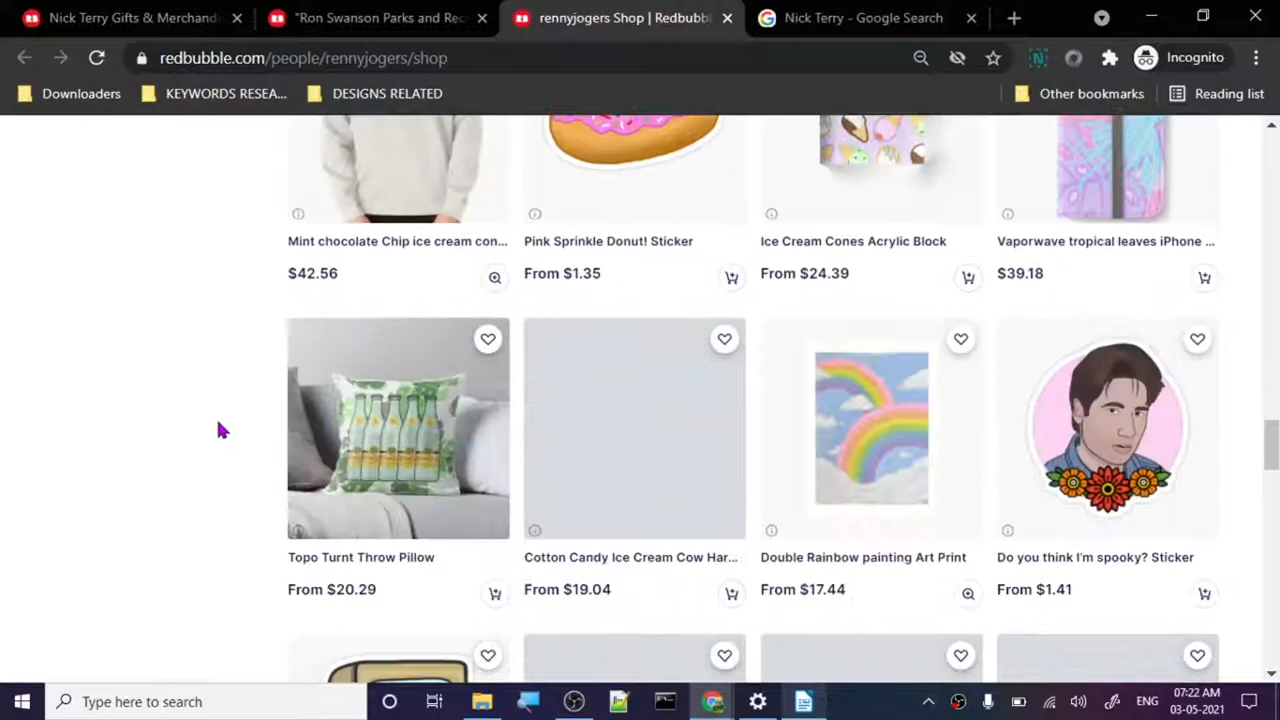 Nick Terry Gifts & Merchand
"Ron Swanson Parks and Rec
rennyjogers Shop | Redbubbl
Nick Terry - Google Search
redbubble.com/people/rennyjogers/shop
Incognito
Downloaders
KEYWORDS RESEA...
DESIGNS RELATED
Other bookmarks
Reading list
Mint chocolate Chip ice cream con...
Pink Sprinkle Donut! Sticker
Ice Cream Cones Acrylic Block
Vaporwave tropical leaves iPhone ...
$42.56
From $1.35
From $24.39
$39.18
Topo Turnt Throw Pillow
Cotton Candy Ice Cream Cow Har...
Double Rainbow painting Art Print
Do you think I'm spooky? Sticker
From $20.29
From $19.04
From $17.44
From $1.41
Type here to search
ENG
07:22 AM
03-05-2021